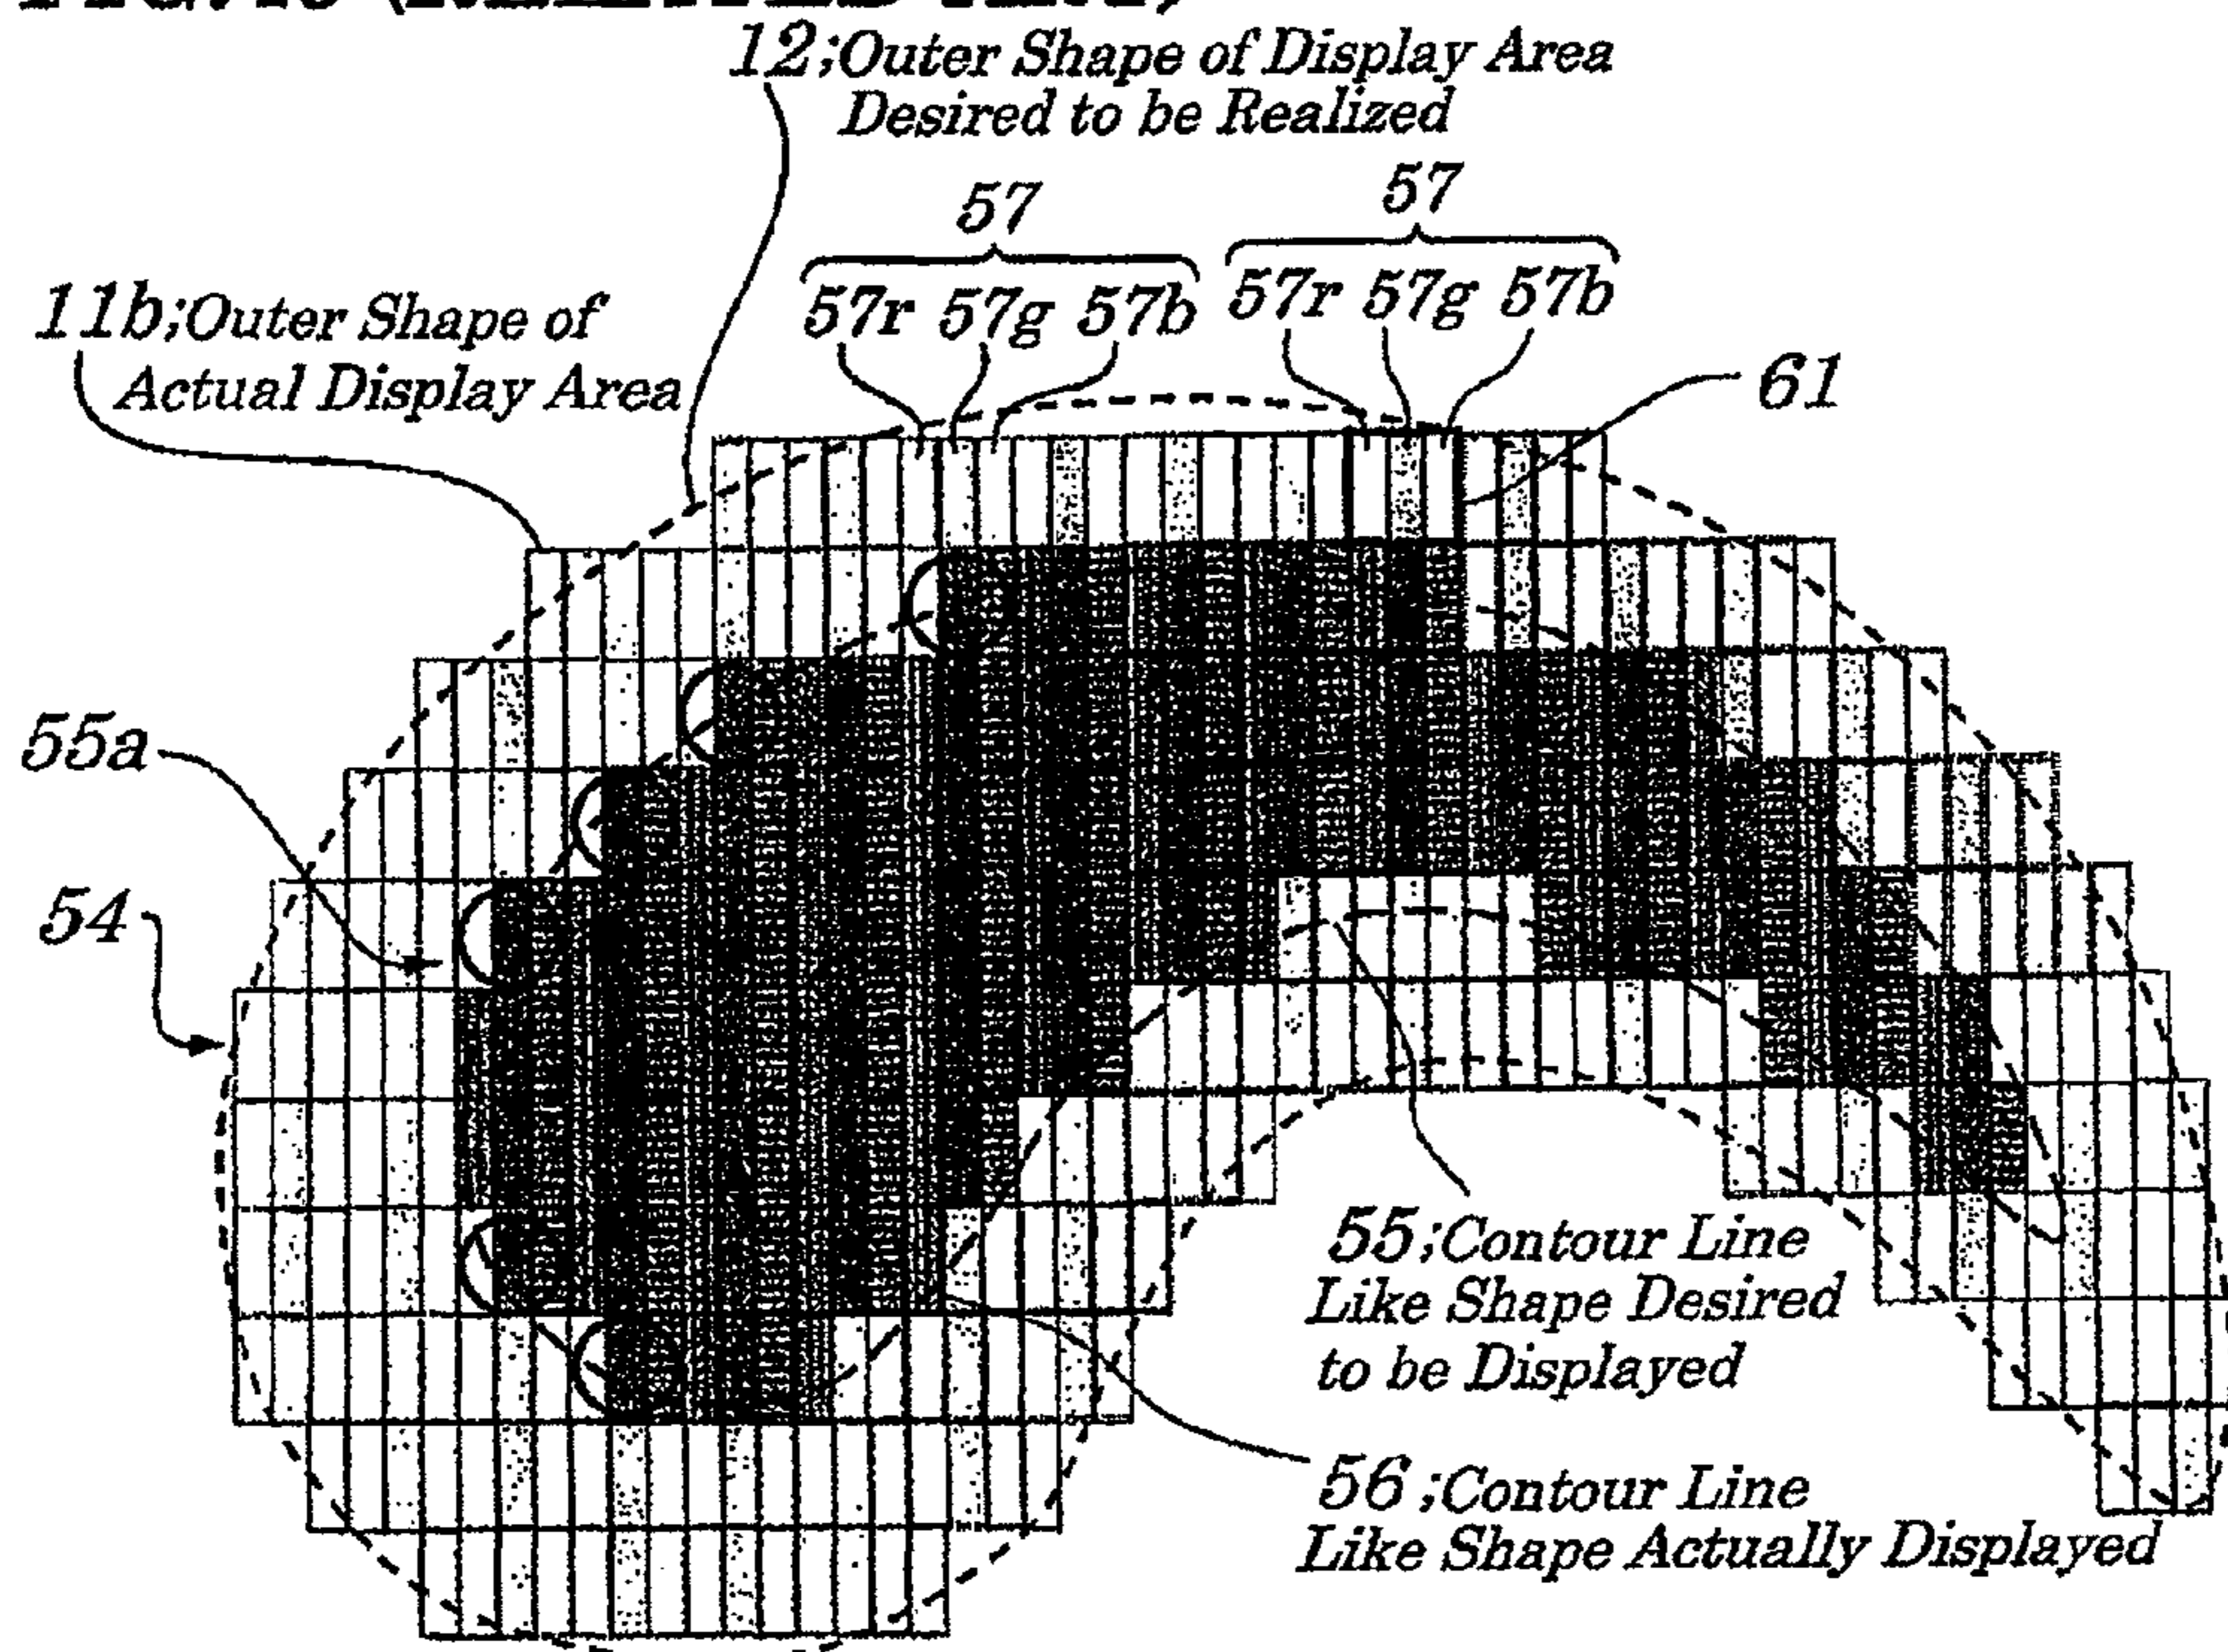 12;Outer Shape of Display Area
Desired to be Realized
57
57
57r 57g 57b
57r 57g 57b
11b;Outer Shape of
Actual Display Area
61
55a
54
55;Contour Line
Like Shape Desired
to be Displayed
56;Contour Line
Like Shape Actually Displayed